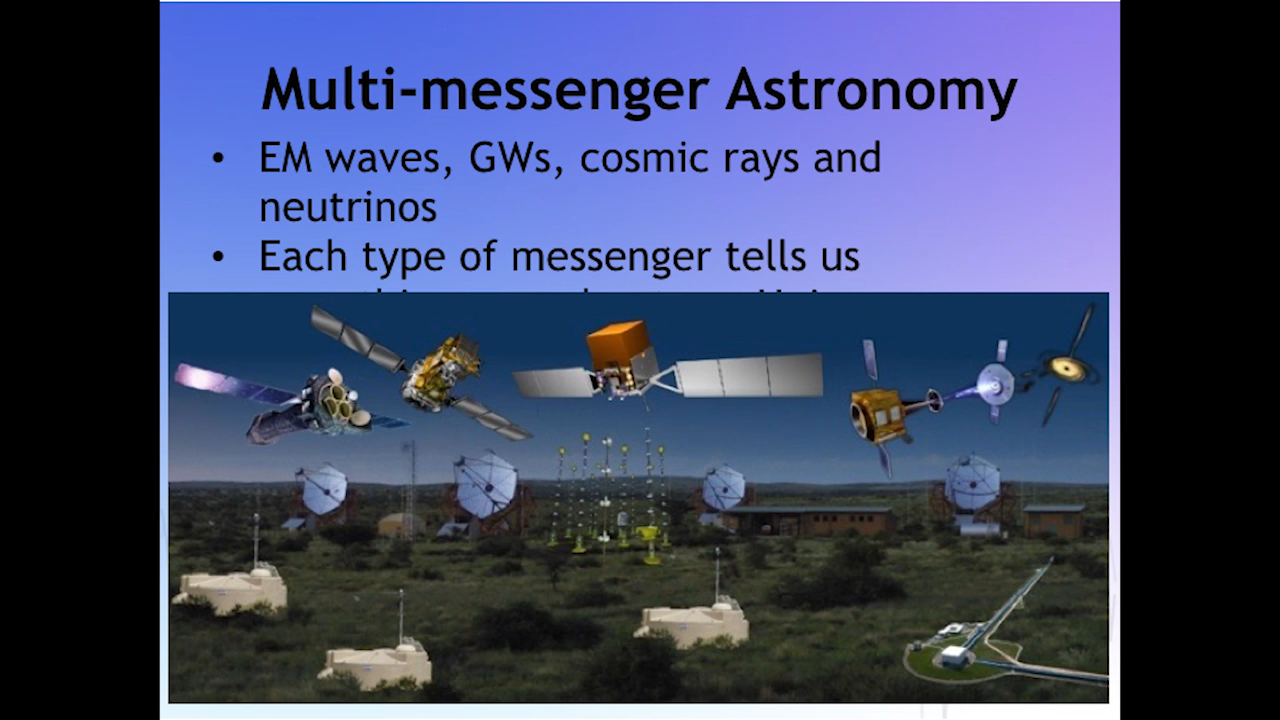 Multi-messenger Astronomy
• EM waves, GWs, cosmic rays and
neutrinos
• Each type of messenger tells us